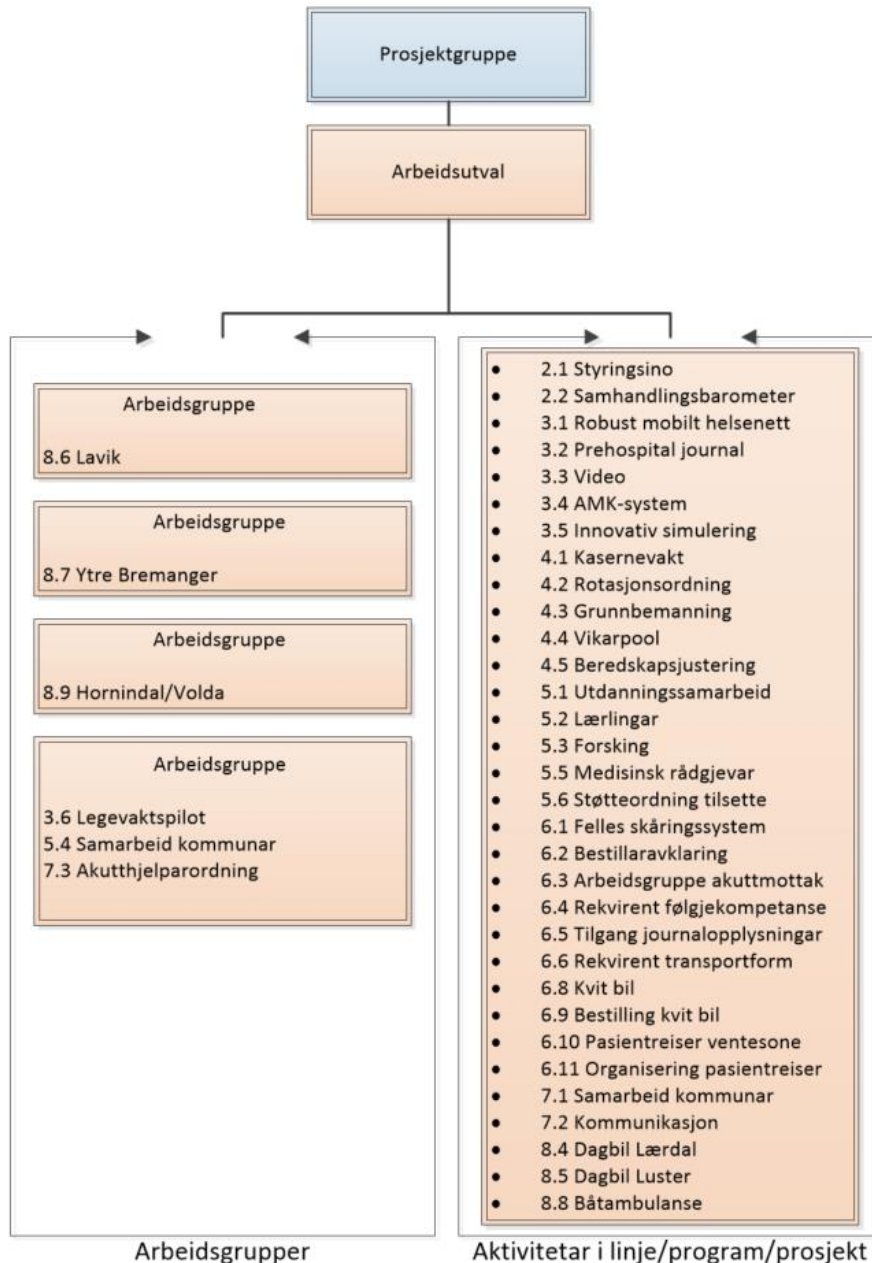 Prosjektgruppe
Arbeidsutval
Arbeidsgruppe
8.6 Lavik
Arbeidsgruppe
8.7 Ytre Bremanger
Arbeidsgruppe
8.9 Hornindal/Volda
Arbeidsgruppe
3.6 Legevaktspilot
5.4 Samarbeid kommunar
7.3 Akutthjelparordning
Arbeidsgrupper
• 2.1 Styringsino
• 2.2 Samhandlingsbarometer
• 3.1 Robust mobilt helsenett
• 3.2 Prehospital journal
• 3.3 Video
• 3.4 AMK-system
• 3.5 Innovativ simulering
• 4.1 Kasernevakt
• 4.2 Rotasjonsordning
• 4.3 Grunnbemanning
• 4.4 Vikarpool
• 4.5 Beredskapsjustering
• 5.1 Utdanningssamarbeid
• 5.2 Lærlingar
• 5.3 Forsking
• 5.5 Medisinsk rådgjevar
• 5.6 Støtteordning tilsette
• 6.1 Felles skåringssystem
• 6.2 Bestillaravklaring
• 6.3 Arbeidsgruppe akuttmottak
• 6.4 Rekvirent følgjekompetanse
• 6.5 Tilgang journalopplysningar
• 6.6 Rekvirent transportform
• 6.8 Kvit bil
• 6.9 Bestilling kvit bil
• 6.10 Pasientreiser ventesone
• 6.11 Organisering pasientreiser
• 7.1 Samarbeid kommunar
• 7.2 Kommunikasjon
• 8.4 Dagbil Lærdal
• 8.5 Dagbil Luster
• 8.8 Båtambulanse
Aktivitetar i linje/program/prosjekt